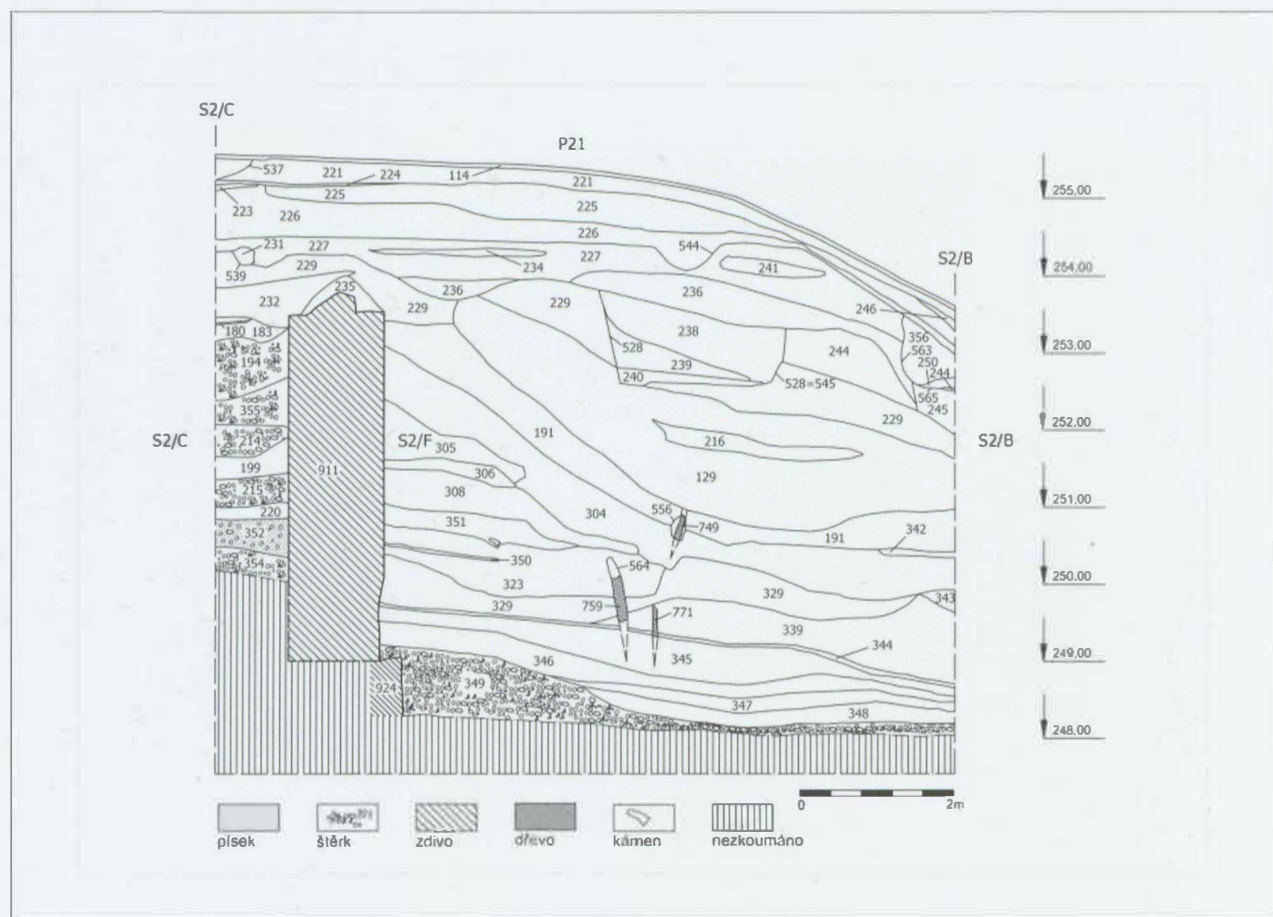 S2/C
P21
537 221 224 114 221
255.00
223 225 225
226 226
231 227 544 S2/B
234 227 241 254.00
539 229
235 236 236
232 229 229 246
180 183 238 356
194 528 244 563 253.00
239 250
240 528=545 244
565
355 245
229 252.00
S2/C 214 S2/F 191 216 S2/B
305
199 911 306 129
215 308 251.00
220 304 556
351 749 342
352 191
350 564
354 323 250.00
329 759 771 329 343
339
344
346 345 249.00
924 349
347 348
248.00
0 2m
písek štěrk zdivo dřevo kámen nezkoumáno